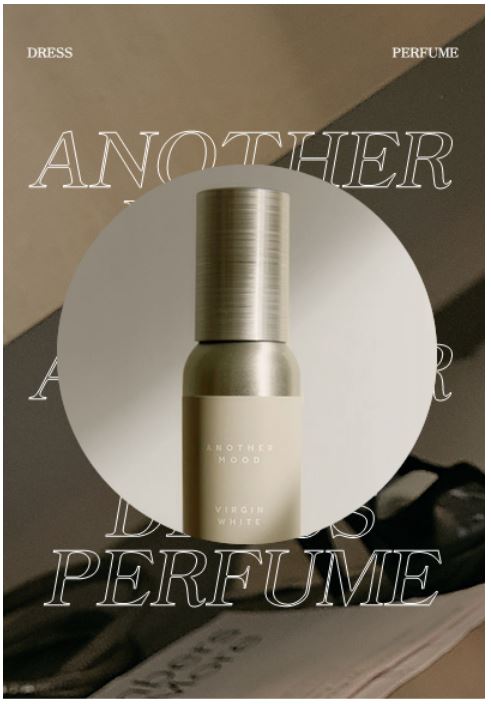 DRESS
PERFUME
ANOTHER
ANOTHER
MOOD
VIRGIN
WHITE
PERFUME